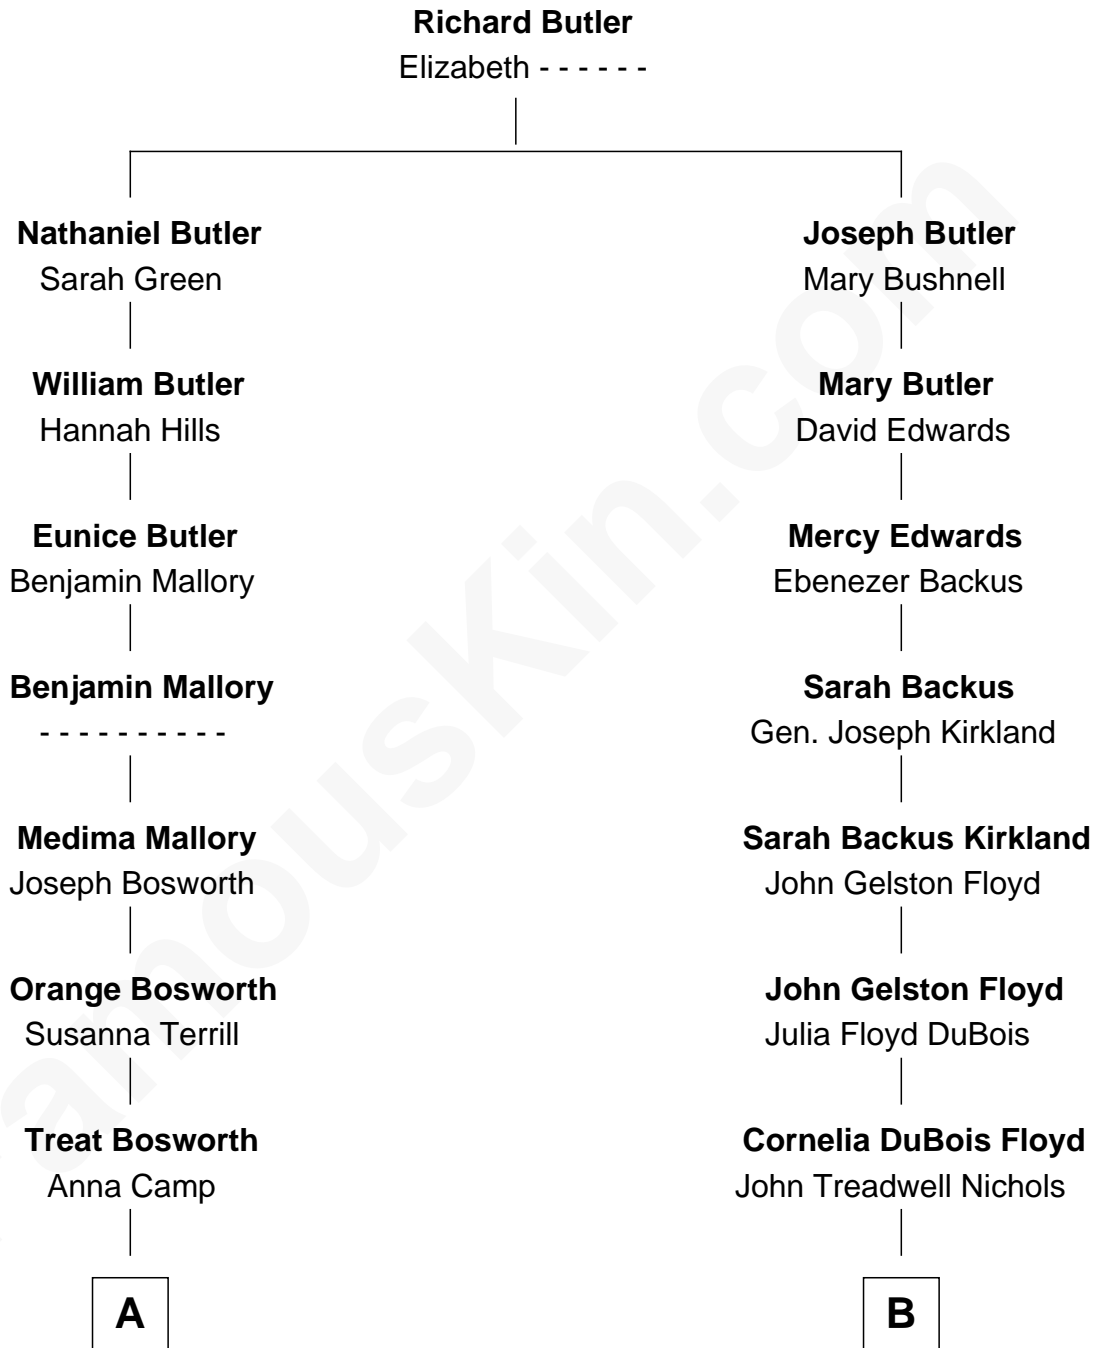 Richard Butler
Elizabeth - - - - - -
Nathaniel Butler
Sarah Green
William Butler
Hannah Hills
Eunice Butler
Benjamin Mallory
Benjamin Mallory
- - - - - - - - - -
Medima Mallory
Joseph Bosworth
Orange Bosworth
Susanna Terrill
Treat Bosworth
Anna Camp
A
Joseph Butler
Mary Bushnell
Mary Butler
David Edwards
Mercy Edwards
Ebenezer Backus
Sarah Backus
Gen. Joseph Kirkland
Sarah Backus Kirkland
John Gelston Floyd
John Gelston Floyd
Julia Floyd DuBois
Cornelia DuBois Floyd
John Treadwell Nichols
B
amousKin.com